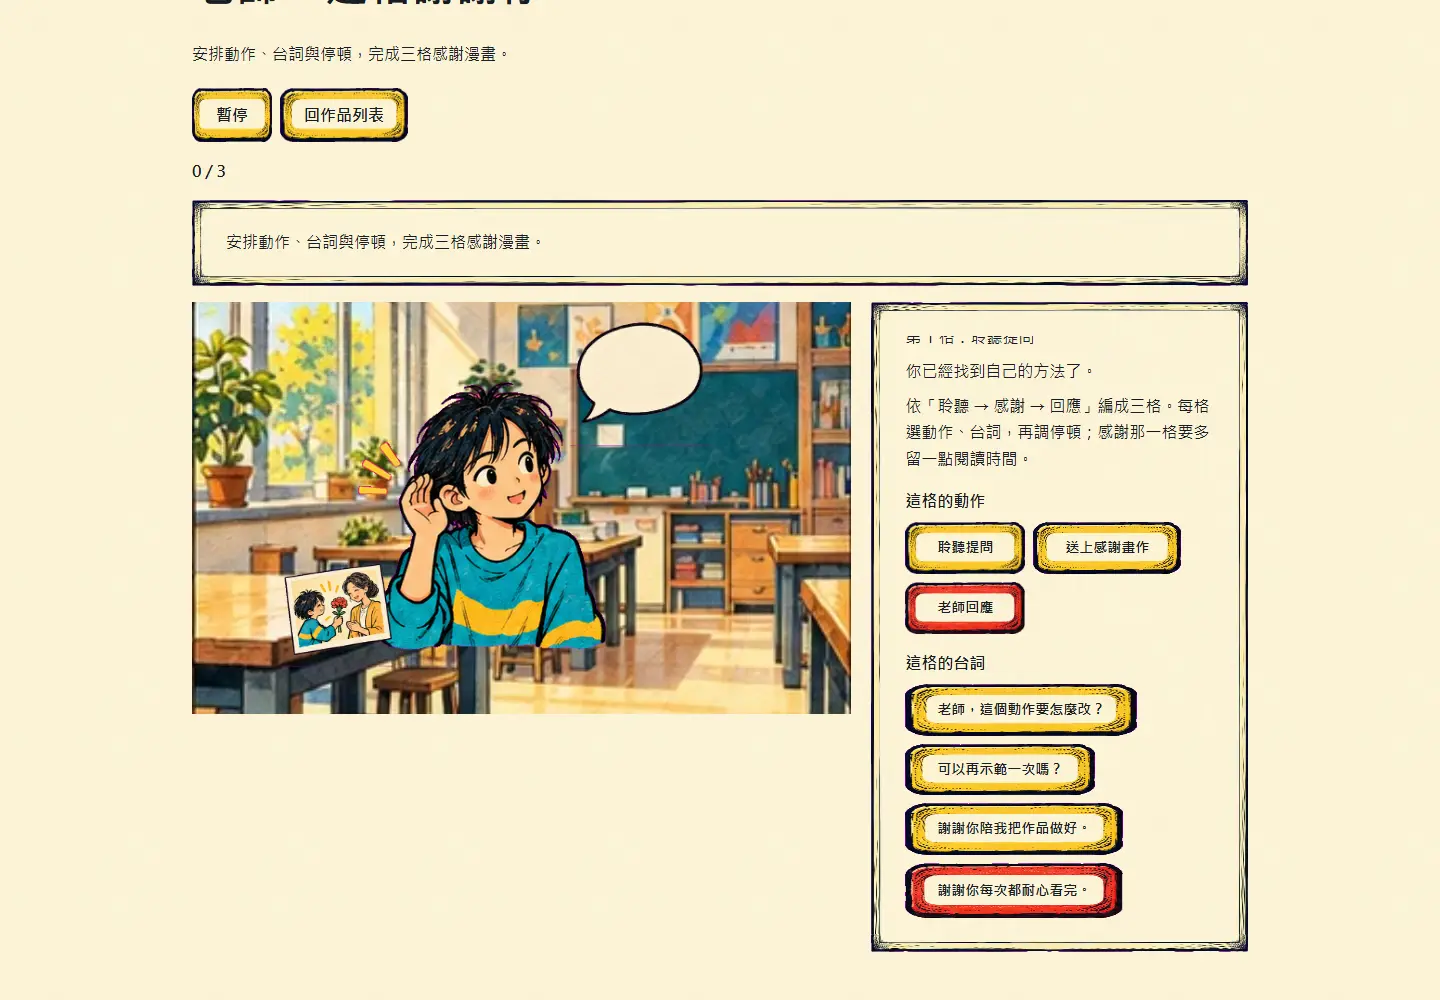 安排動作、台詞與停頓，完成三格感謝漫畫。
暫停
回作品列表
0 / 3
安排動作、台詞與停頓，完成三格感謝漫畫。
你已經找到自己的方法了。
依「聆聽 → 感謝 → 回應」編成三格。每格
選動作、台詞，再調停頓；感謝那一格要多
留一點閱讀時間。
這格的動作
聆聽提問
送上感謝畫作
老師回應
這格的台詞
老師，這個動作要怎麼改？
可以再示範一次嗎？
謝謝你陪我把作品做好。
謝謝你每次都耐心看完。